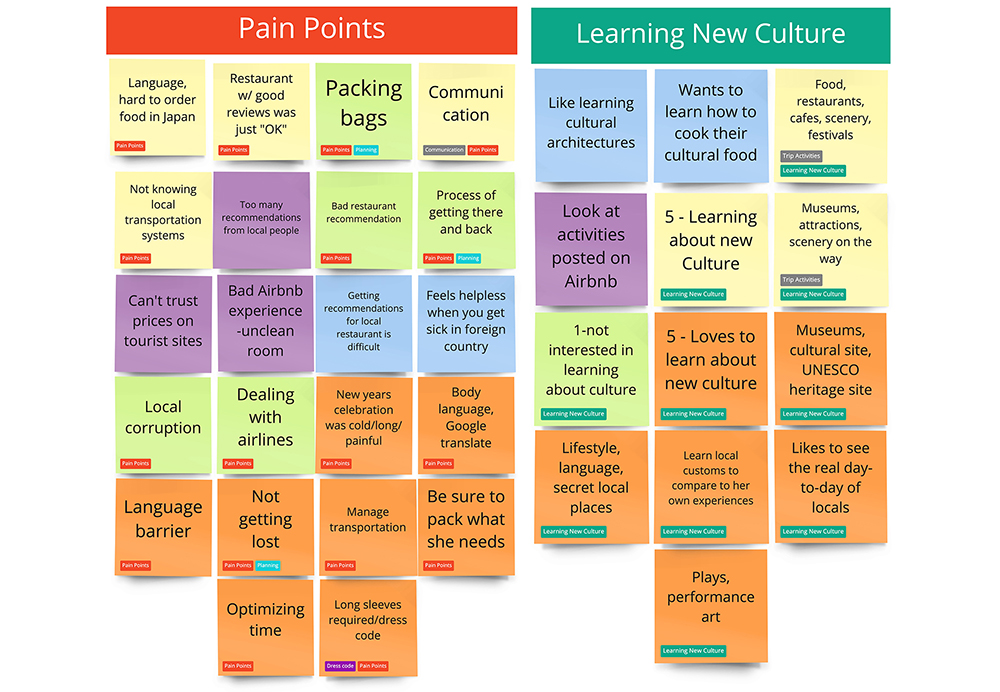 Pain Points
Language,
hard to order
food in Japan
Pain Points
Restaurant
w/ good
reviews was
just "OK"
Pain Points
Packing
bags
Pain Points Planning
Communi
cation
Communication Pain Points
Not knowing
local
transportation
systems
Pain Points
Too many
recommendations
from local people
Bad restaurant
recommendation
Pain Points
Process of
getting there
and back
Pain Points Planning
Can't trust
prices on
tourist sites
Bad Airbnb
experience
-unclean
room
Getting
recommendations
for local
restaurant is
difficult
Feels helpless
when you get
sick in foreign
country
Local
corruption
Pain Points
Dealing
with
airlines
Pain Points
New years
celebration
was cold/long/
painful
Pain Points
Body
language,
Google
translate
Pain Points
Language
barrier
Pain Points
Not
getting
lost
Pain Points Planning
Manage
transportation
Pain Points
Be sure to
pack what
she needs
Pain Points
Optimizing
time
Pain Points
Long sleeves
required/dress
code
Dress code Pain Points
Learning New Culture
Like learning
cultural
architectures
Wants to
learn how to
cook their
cultural food
Food,
restaurants,
cafes, scenery,
festivals
Trip Activities
Learning New Culture
Look at
activities
posted on
Airbnb
5 - Learning
about new
Culture
Learning New Culture
Museums,
attractions,
scenery on the
way
Trip Activities
Learning New Culture
1-not
interested in
learning
about culture
Learning New Culture
5 - Loves to
learn about
new culture
Learning New Culture
Museums,
cultural site,
UNESCO
heritage site
Learning New Culture
Lifestyle,
language,
secret local
places
Learning New Culture
Learn local
customs to
compare to her
own experiences
Learning New Culture
Likes to see
the real day-
to-day of
locals
Learning New Culture
Plays,
performance
art
Learning New Culture